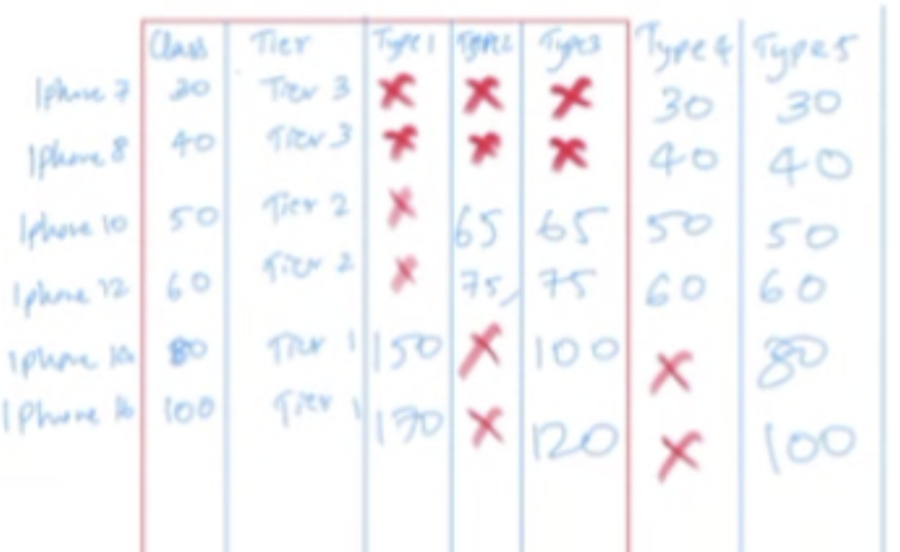 Class Tier Type 1 Type 2 Type 3 Type 4 Type 5
Iphone 7 30 Tier 3 x x x 30 30
Iphone 8 40 Tier 3 x x x 40 40
Iphone 10 50 Tier 2 x 65 65 50 50
Iphone 12 60 Tier 2 x 75 75 60 60
Iphone 80 Tier 1 150 x 100 x 80
IPhone 100 Tier 1 170 x 120 x 100